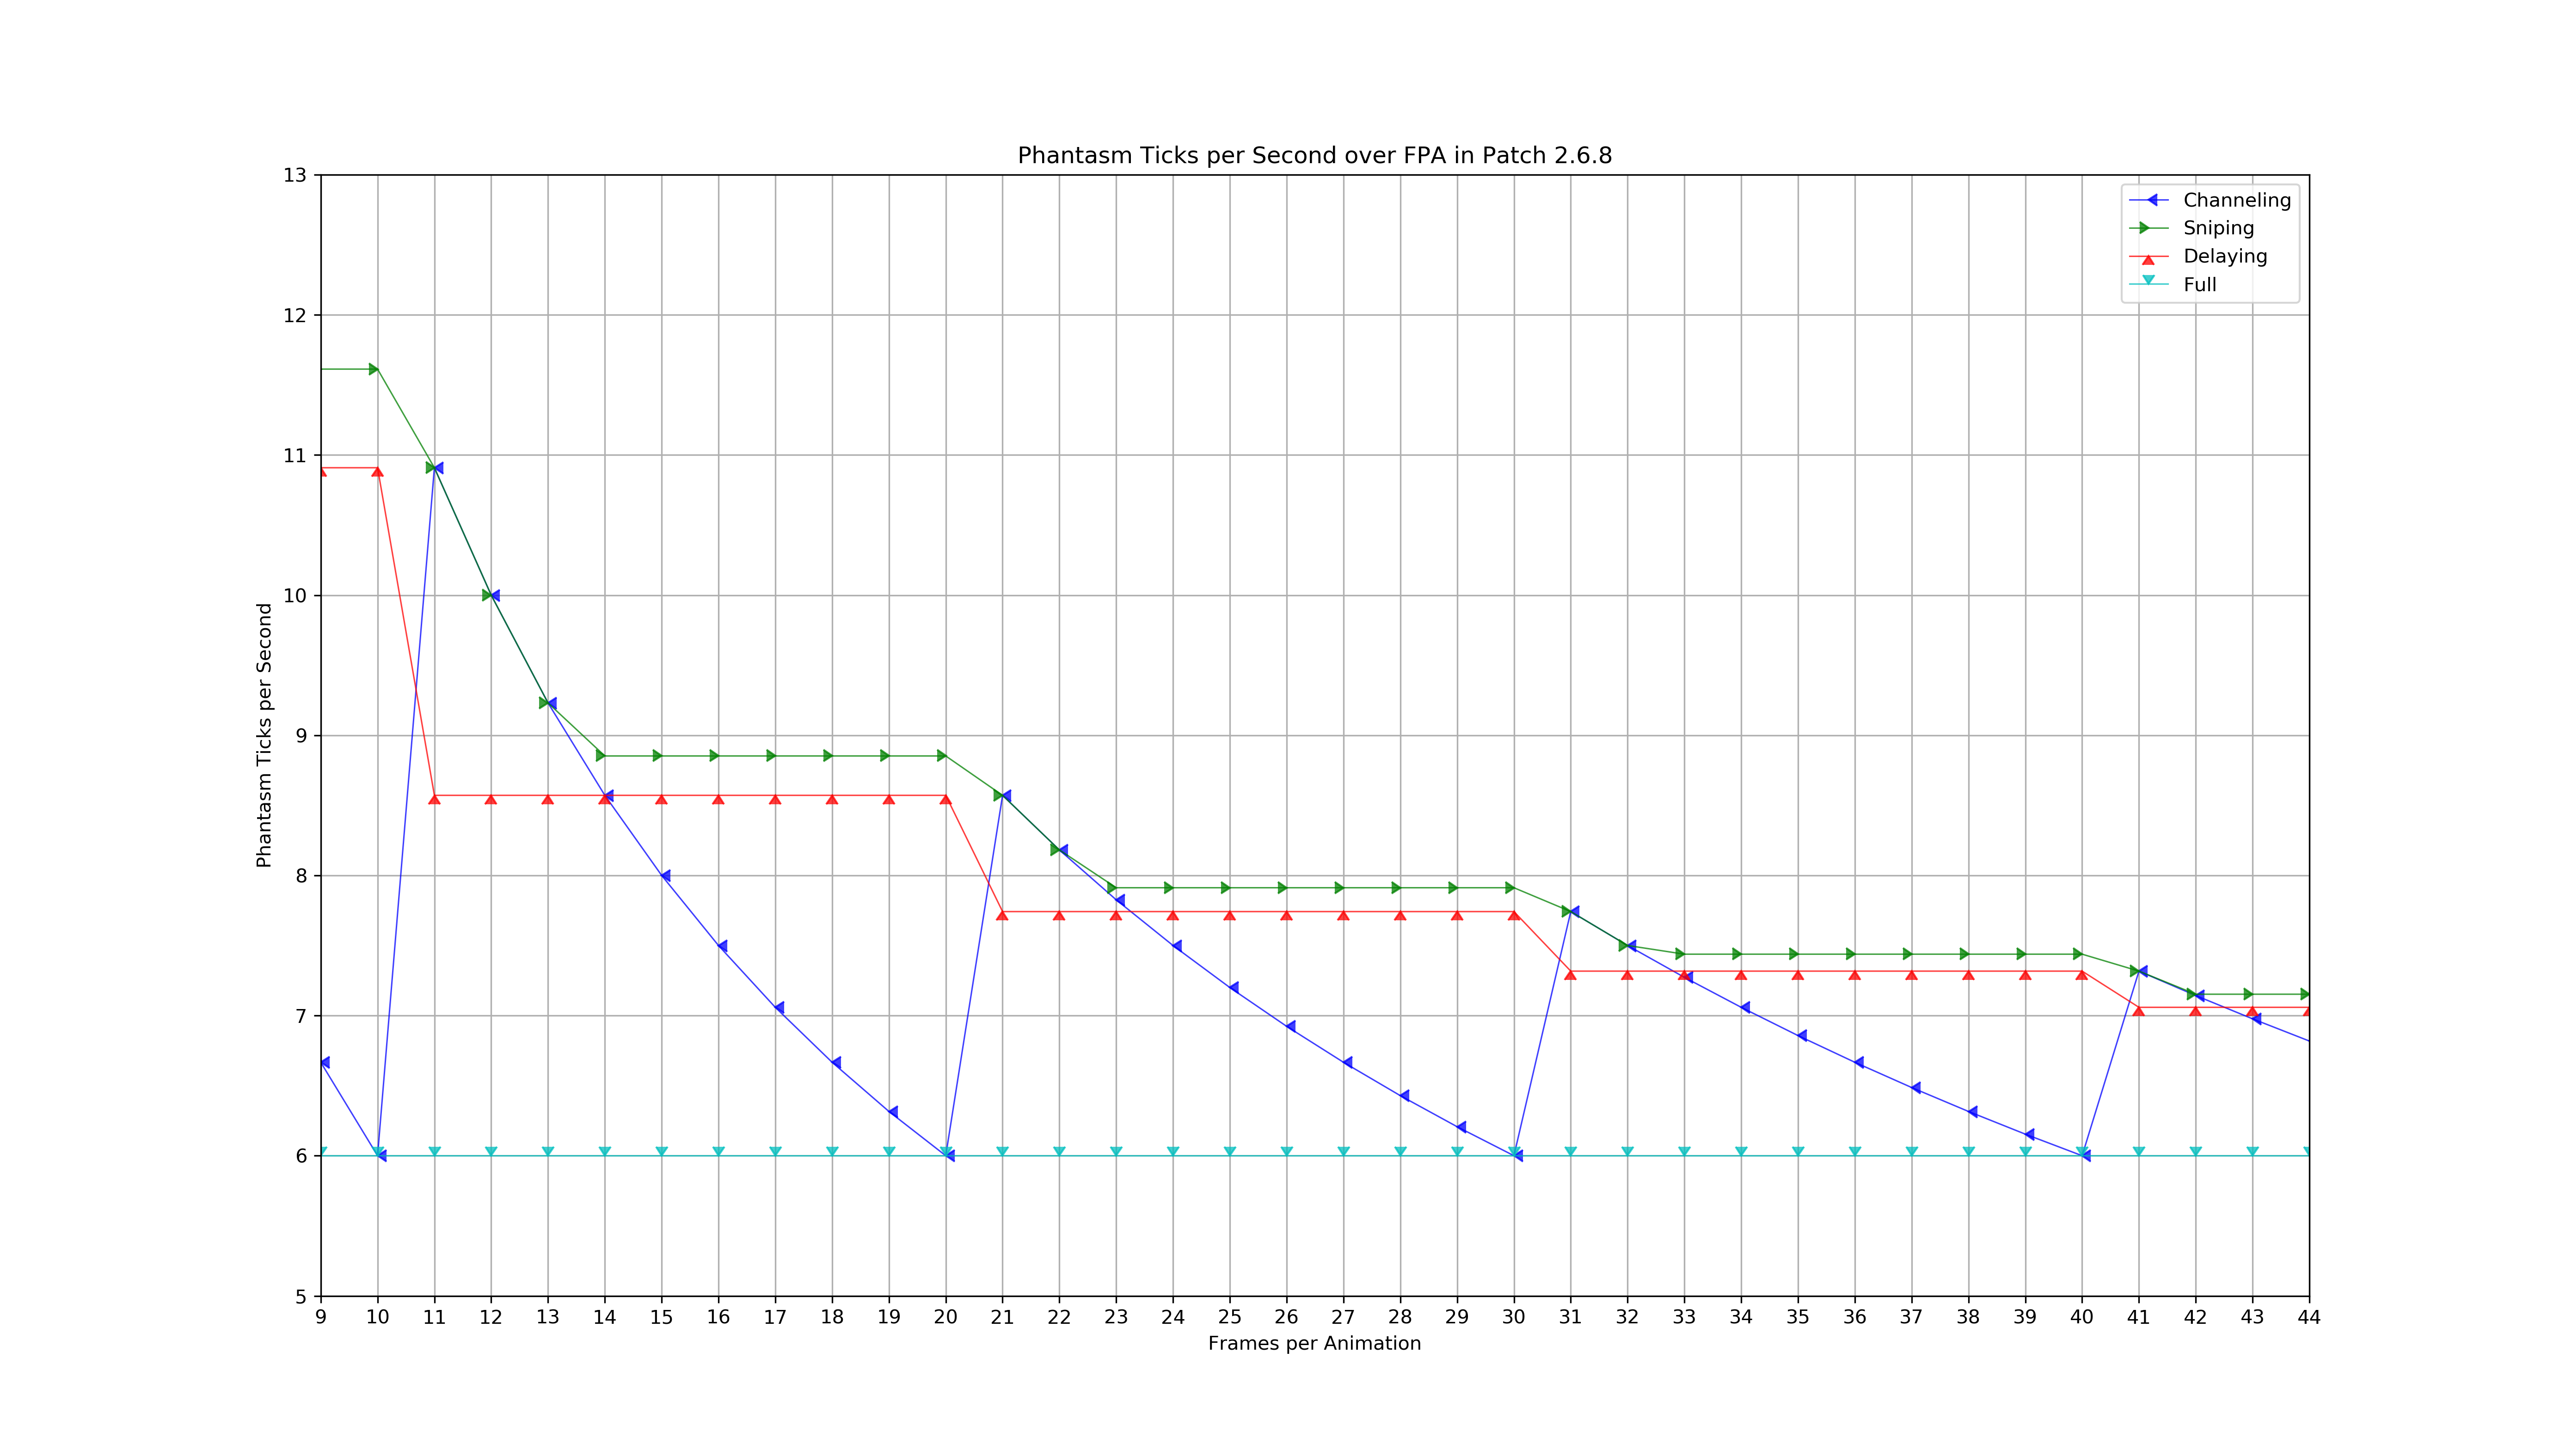 Phantasm Ticks per Second over FPA in Patch 2.6.8
13
12
11
10
9
8
7
6
5
Phantasm Ticks per Second
Channeling
Sniping
Delaying
Full
9 10 11 12 13 14 15 16 17 18 19 20 21 22 23 24 25 26 27 28 29 30 31 32 33 34 35 36 37 38 39 40 41 42 43 44
Frames per Animation